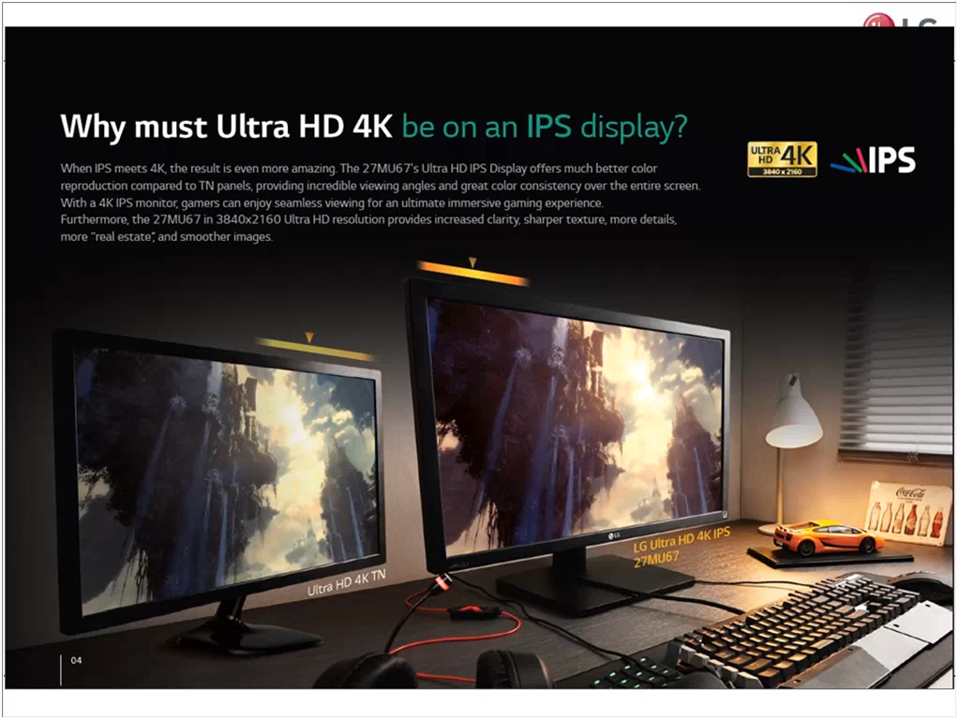 LG
Why must Ultra HD 4K be on an IPS display?
When IPS meets 4K, the result is even more amazing. The 27MU67's Ultra HD IPS Display offers much better color
reproduction compared to TN panels, providing incredible viewing angles and great color consistency over the entire screen.
With a 4K IPS monitor, gamers can enjoy seamless viewing for an ultimate immersive gaming experience.
Furthermore, the 27MU67 in 3840x2160 Ultra HD resolution provides increased clarity, sharper texture, more details,
more "real estate", and smoother images.
ULTRA HD 4K
3840 x 2160
IPS
Ultra HD 4K TN
LG
LG Ultra HD 4K IPS
27MU67
Coca-Cola
04